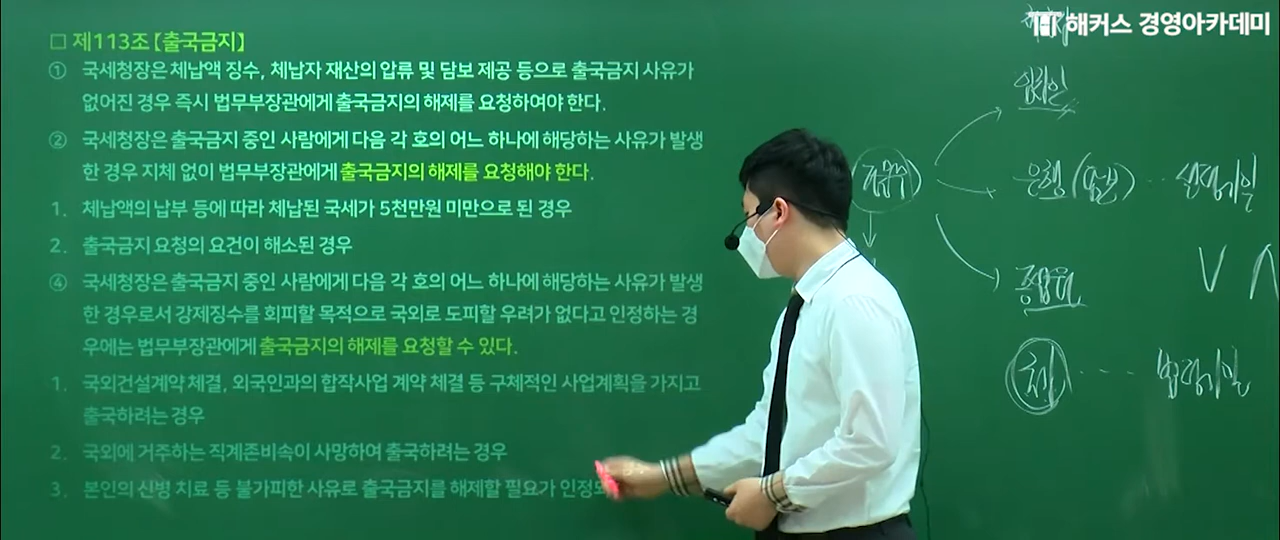 □ 제113조【출국금지】
① 국세청장은 체납액 징수, 체납자 재산의 압류 및 담보 제공 등으로 출국금지 사유가
없어진 경우 즉시 법무부장관에게 출국금지의 해제를 요청하여야 한다.
② 국세청장은 출국금지 중인 사람에게 다음 각 호의 어느 하나에 해당하는 사유가 발생
한 경우 지체 없이 법무부장관에게 출국금지의 해제를 요청해야 한다.
1. 체납액의 납부 등에 따라 체납된 국세가 5천만원 미만으로 된 경우
2. 출국금지 요청의 요건이 해소된 경우
④ 국세청장은 출국금지 중인 사람에게 다음 각 호의 어느 하나에 해당하는 사유가 발생
한 경우로서 강제징수를 회피할 목적으로 국외로 도피할 우려가 없다고 인정하는 경
우에는 법무부장관에게 출국금지의 해제를 요청할 수 있다.
1. 국외건설계약 체결, 외국인과의 합작사업 계약 체결 등 구체적인 사업계획을 가지고
출국하려는 경우
2. 국외에 거주하는 직계존비속이 사망하여 출국하려는 경우
3. 본인의 신병 치료 등 불가피한 사유로 출국금지를 해제할 필요가 인정되
해커스 경영아카데미
은행 (담보) ·· 설정기일
V
법정기일